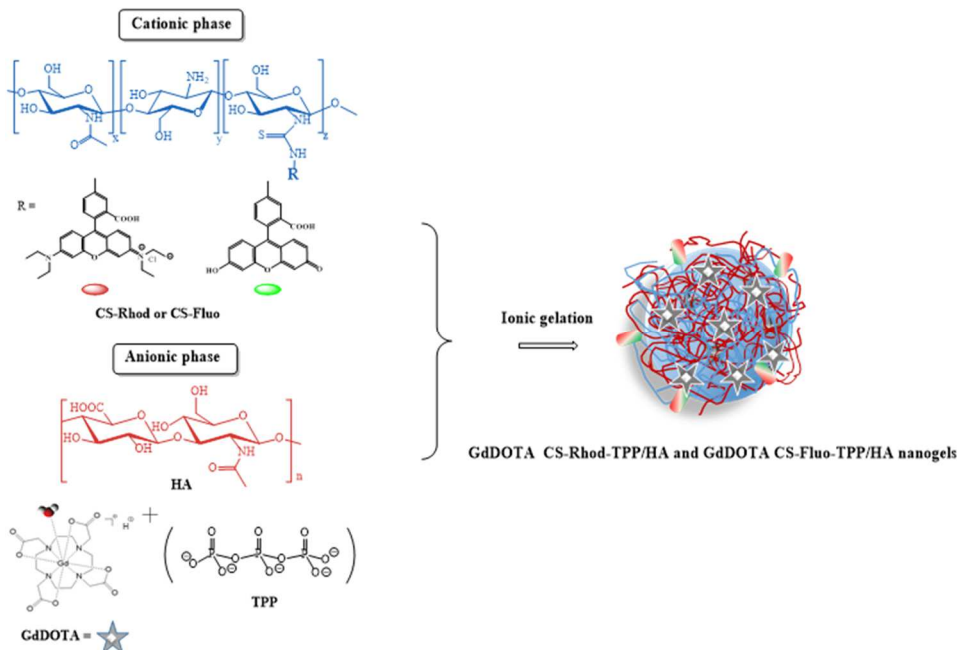 Cationic phase
OH
NH₂
OH
O
HO
O
HO
O
O
HO
O
O
NH
OH
S
NH
O
x
y
z
NH
R
R =
COOH
COOH
N
O
N
Cl
HO
O
O
CS-Rhod or CS-Fluo
Ionic gelation
Anionic phase
OH
HOOC
O
HO
O
HO
OH
O
O
NH
O
n
HA
GdDOTA CS-Rhod-TPP/HA and GdDOTA CS-Fluo-TPP/HA nanogels
O
O
H
+
N
N
O
O
Gd
N
N
O
O
O
O
O
P
O
P
O
P
O
O
O
O
TPP
GdDOTA =